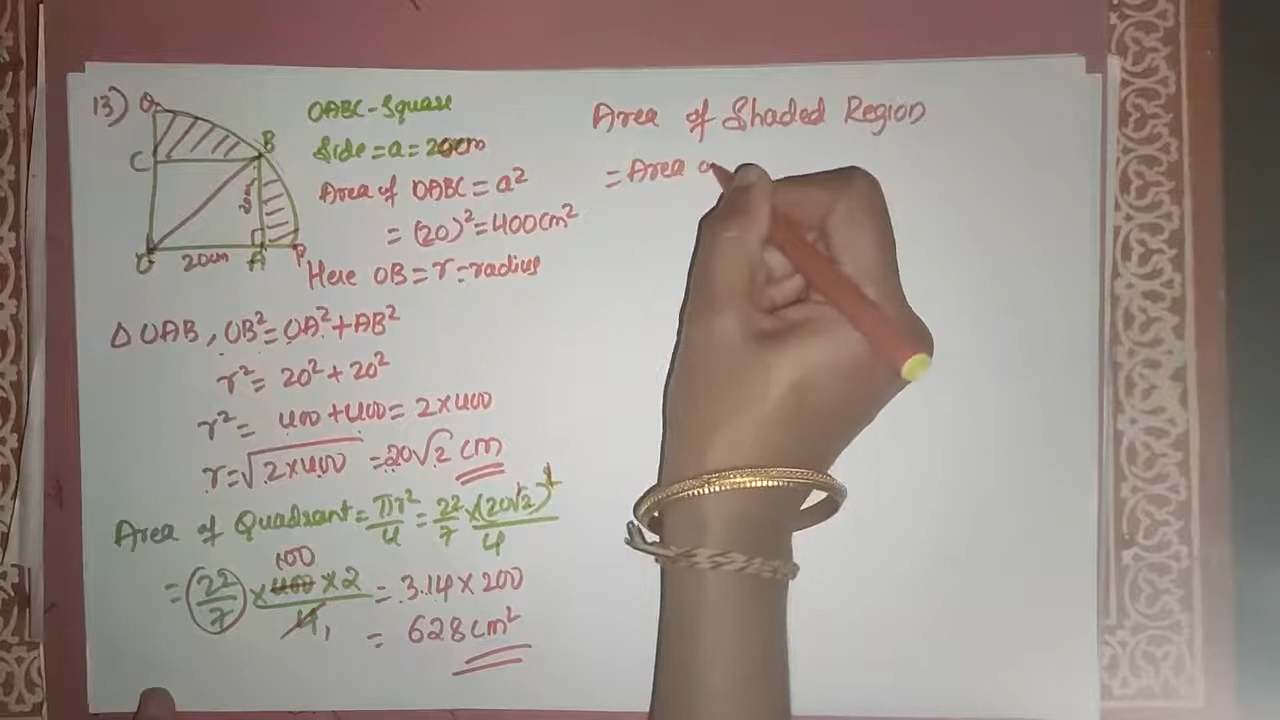 13)
Q
C
B
O
A
P
20cm
20cm
OABC-Square
Side = a = 20cm
Area of OABC = a²
= (20)² = 400cm²
Here OB = r = radius
Δ OAB, OB² = OA² + AB²
r² = 20² + 20²
r² = 400 + 400 = 2 × 400
r = √2×400 = 20√2 cm
Area of Quadrant = πr²/4 = 22/7 × (20√2)²/4
= (22/7) × 400 × 2 / 4 = 3.14 × 200
100
1
= 628cm²
Area of Shaded Region
= Area